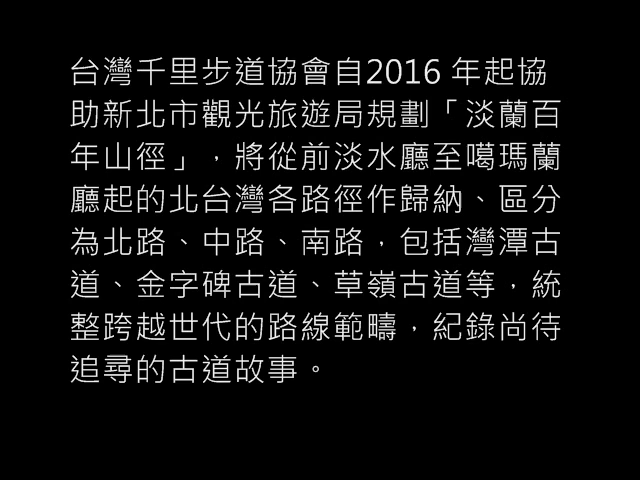 台灣千里步道協會自2016 年起協
助新北市觀光旅遊局規劃「淡蘭百
年山徑」，將從前淡水廳至噶瑪蘭
廳起的北台灣各路徑作歸納、區分
為北路、中路、南路，包括灣潭古
道、金字碑古道、草嶺古道等，統
整跨越世代的路線範疇，紀錄尚待
追尋的古道故事。